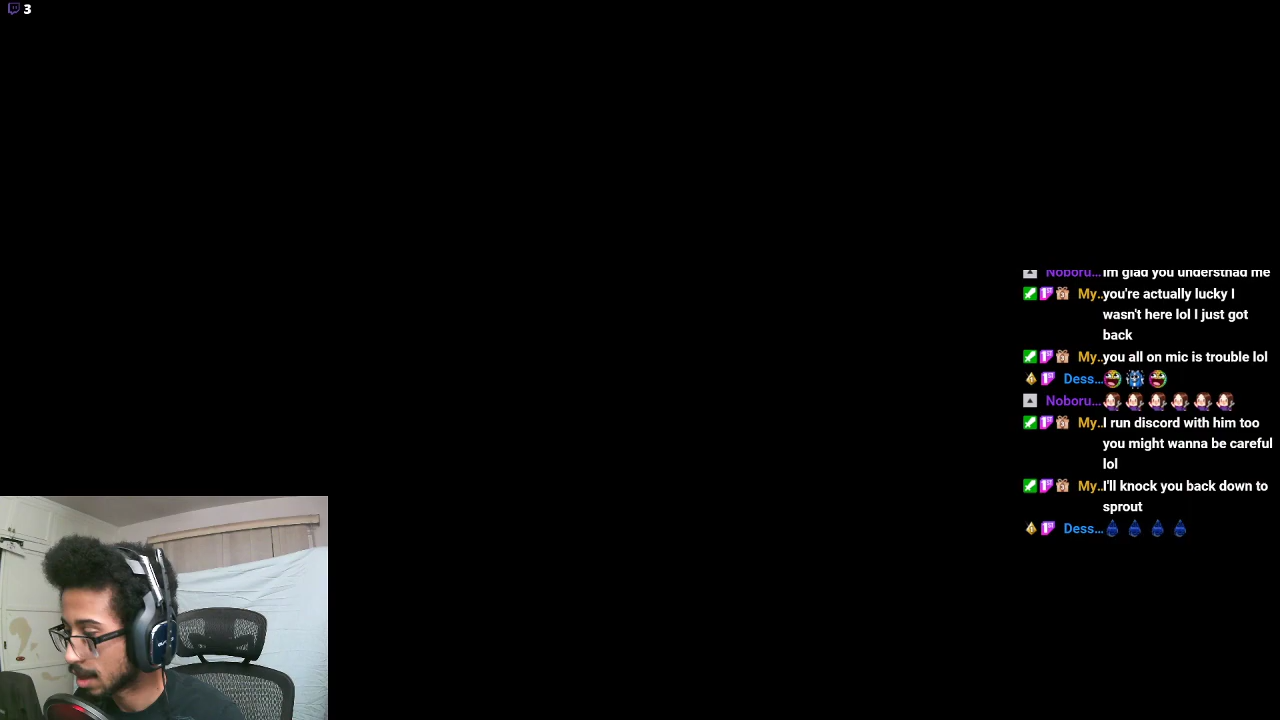 3
Noboru... Im glad you understnad me
My..you're actually lucky I
wasn't here lol I just got
back
My..you all on mic is trouble lol
Dess...
Noboru...
My..I run discord with him too
you might wanna be careful
lol
My..I'll knock you back down to
sprout
Dess...